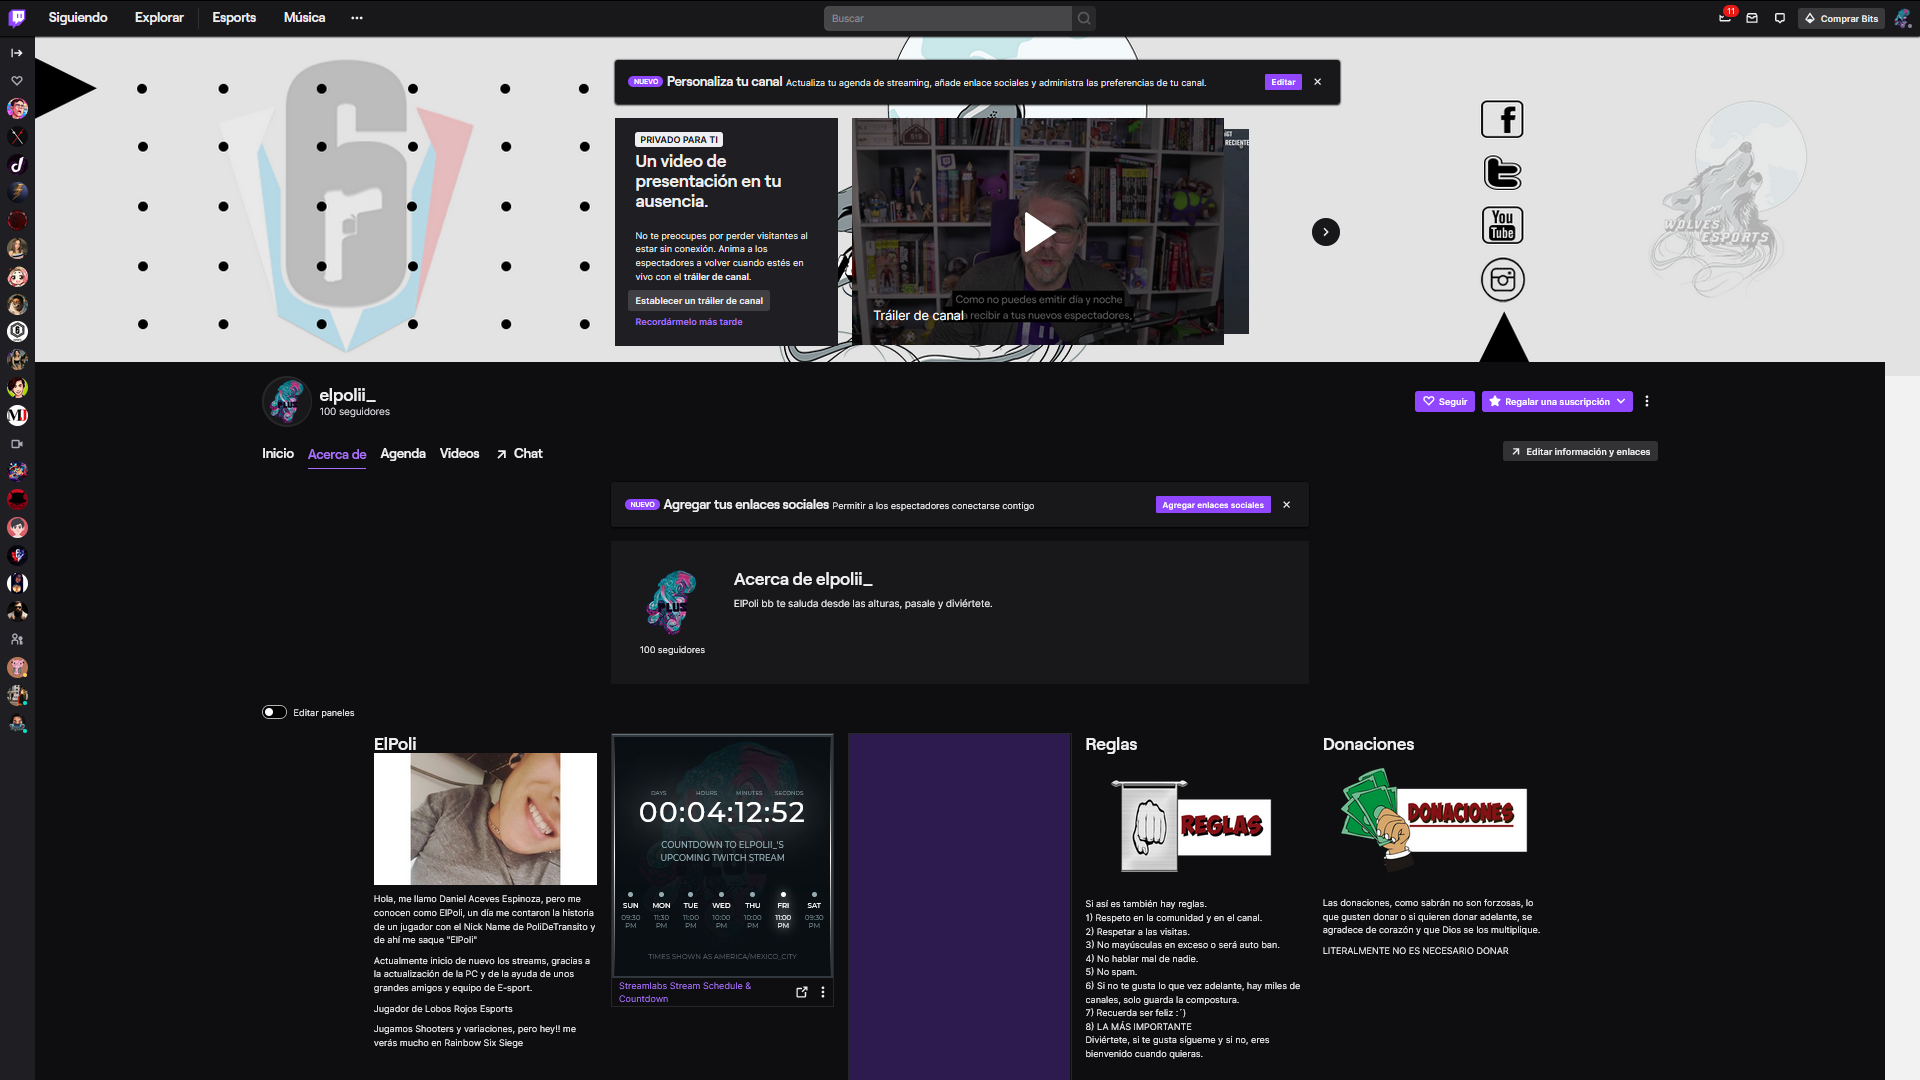 Siguiendo
Explorar
Esports
Música
Buscar
11
Comprar Bits
NUEVO Personaliza tu canal Actualiza tu agenda de streaming, añade enlace sociales y administra las preferencias de tu canal.
Editar
PRIVADO PARA TI
Un video de
presentación en tu
ausencia.
No te preocupes por perder visitantes al
estar sin conexión. Anima a los
espectadores a volver cuando estés en
vivo con el tráiler de canal.
Establecer un tráiler de canal
Recordármelo más tarde
Como no puedes emitir día y noche
a recibir a tus nuevos espectadores,
Tráiler de canal
RECIENTE
You
Tube
WOLVES
ESPORTS
elpolii_
100 seguidores
Seguir
Regalar una suscripción
Inicio
Acerca de
Agenda
Videos
Chat
Editar información y enlaces
NUEVO Agregar tus enlaces sociales Permitir a los espectadores conectarse contigo
Agregar enlaces sociales
PLUS
Acerca de elpolii_
ElPoli bb te saluda desde las alturas, pasale y diviértete.
100 seguidores
Editar paneles
ElPoli
Hola, me llamo Daniel Aceves Espinoza, pero me
conocen como ElPoli, un día me contaron la historia
de un jugador con el Nick Name de PoliDeTransito y
de ahí me saque "ElPoli"
Actualmente inicio de nuevo los streams, gracias a
la actualización de la PC y de la ayuda de unos
grandes amigos y equipo de E-sport.
Jugador de Lobos Rojos Esports
Jugamos Shooters y variaciones, pero hey!! me
verás mucho en Rainbow Six Siege
DAYS HOURS MINUTES SECONDS
00:04:12:52
COUNTDOWN TO ELPOLII_'S
UPCOMING TWITCH STREAM
SUN MON TUE WED THU FRI SAT
09:30 11:30 11:00 10:00 10:00 11:00 09:30
PM PM PM PM PM PM PM
TIMES SHOWN AS AMERICA/MEXICO_CITY
Streamlabs Stream Schedule &
Countdown
Reglas
REGLAS
Si así es también hay reglas.
1) Respeto en la comunidad y en el canal.
2) Respetar a las visitas.
3) No mayúsculas en exceso o será auto ban.
4) No hablar mal de nadie.
5) No spam.
6) Si no te gusta lo que vez adelante, hay miles de
canales, solo guarda la compostura.
7) Recuerda ser feliz :´)
8) LA MÁS IMPORTANTE
Diviértete, si te gusta sígueme y si no, eres
bienvenido cuando quieras.
Donaciones
DONACIONES
Las donaciones, como sabrán no son forzosas, lo
que gusten donar o si quieren donar adelante, se
agradece de corazón y que Dios se los multiplique.
LITERALMENTE NO ES NECESARIO DONAR